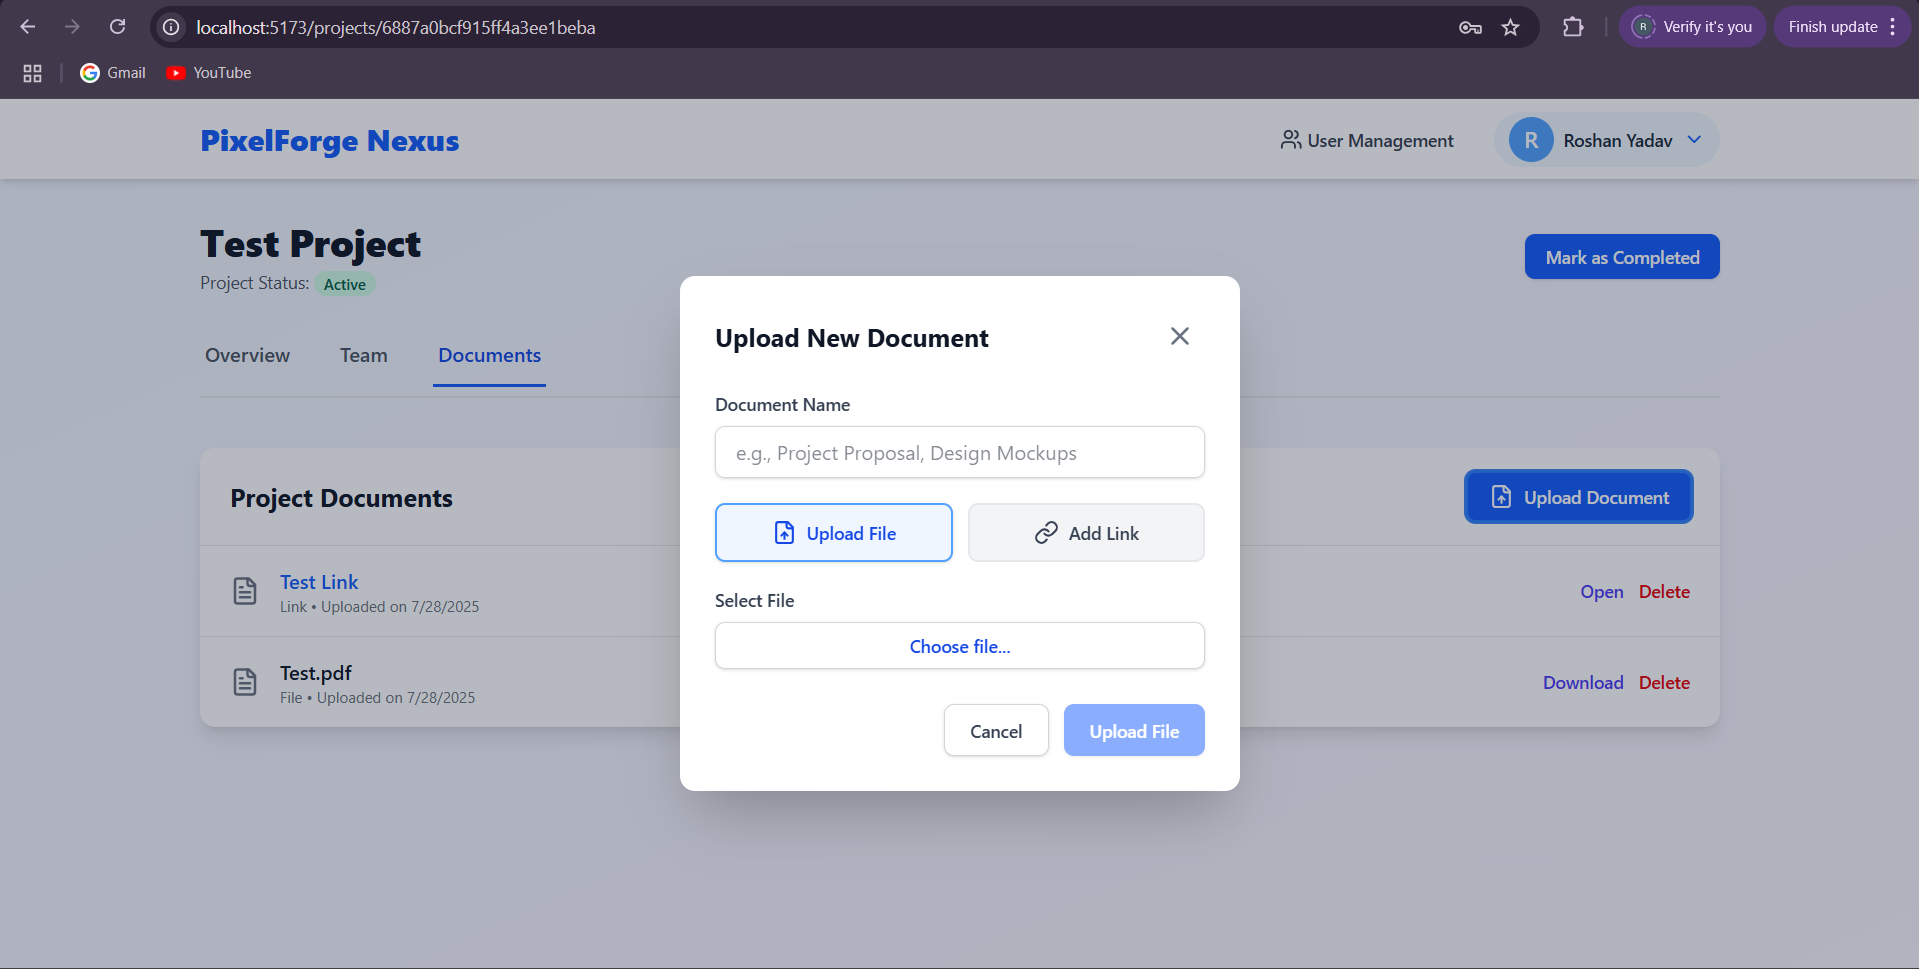 localhost:5173/projects/6887a0bcf915ff4a3ee1beba
R
Verify it's you
Finish update
Gmail
YouTube
PixelForge Nexus
User Management
R
Roshan Yadav
Test Project
Project Status: Active
Mark as Completed
Overview
Team
Documents
Project Documents
Upload Document
Test Link
Link • Uploaded on 7/28/2025
Open
Delete
Test.pdf
File • Uploaded on 7/28/2025
Download
Delete
Upload New Document
Document Name
e.g., Project Proposal, Design Mockups
Upload File
Add Link
Select File
Choose file...
Cancel
Upload File